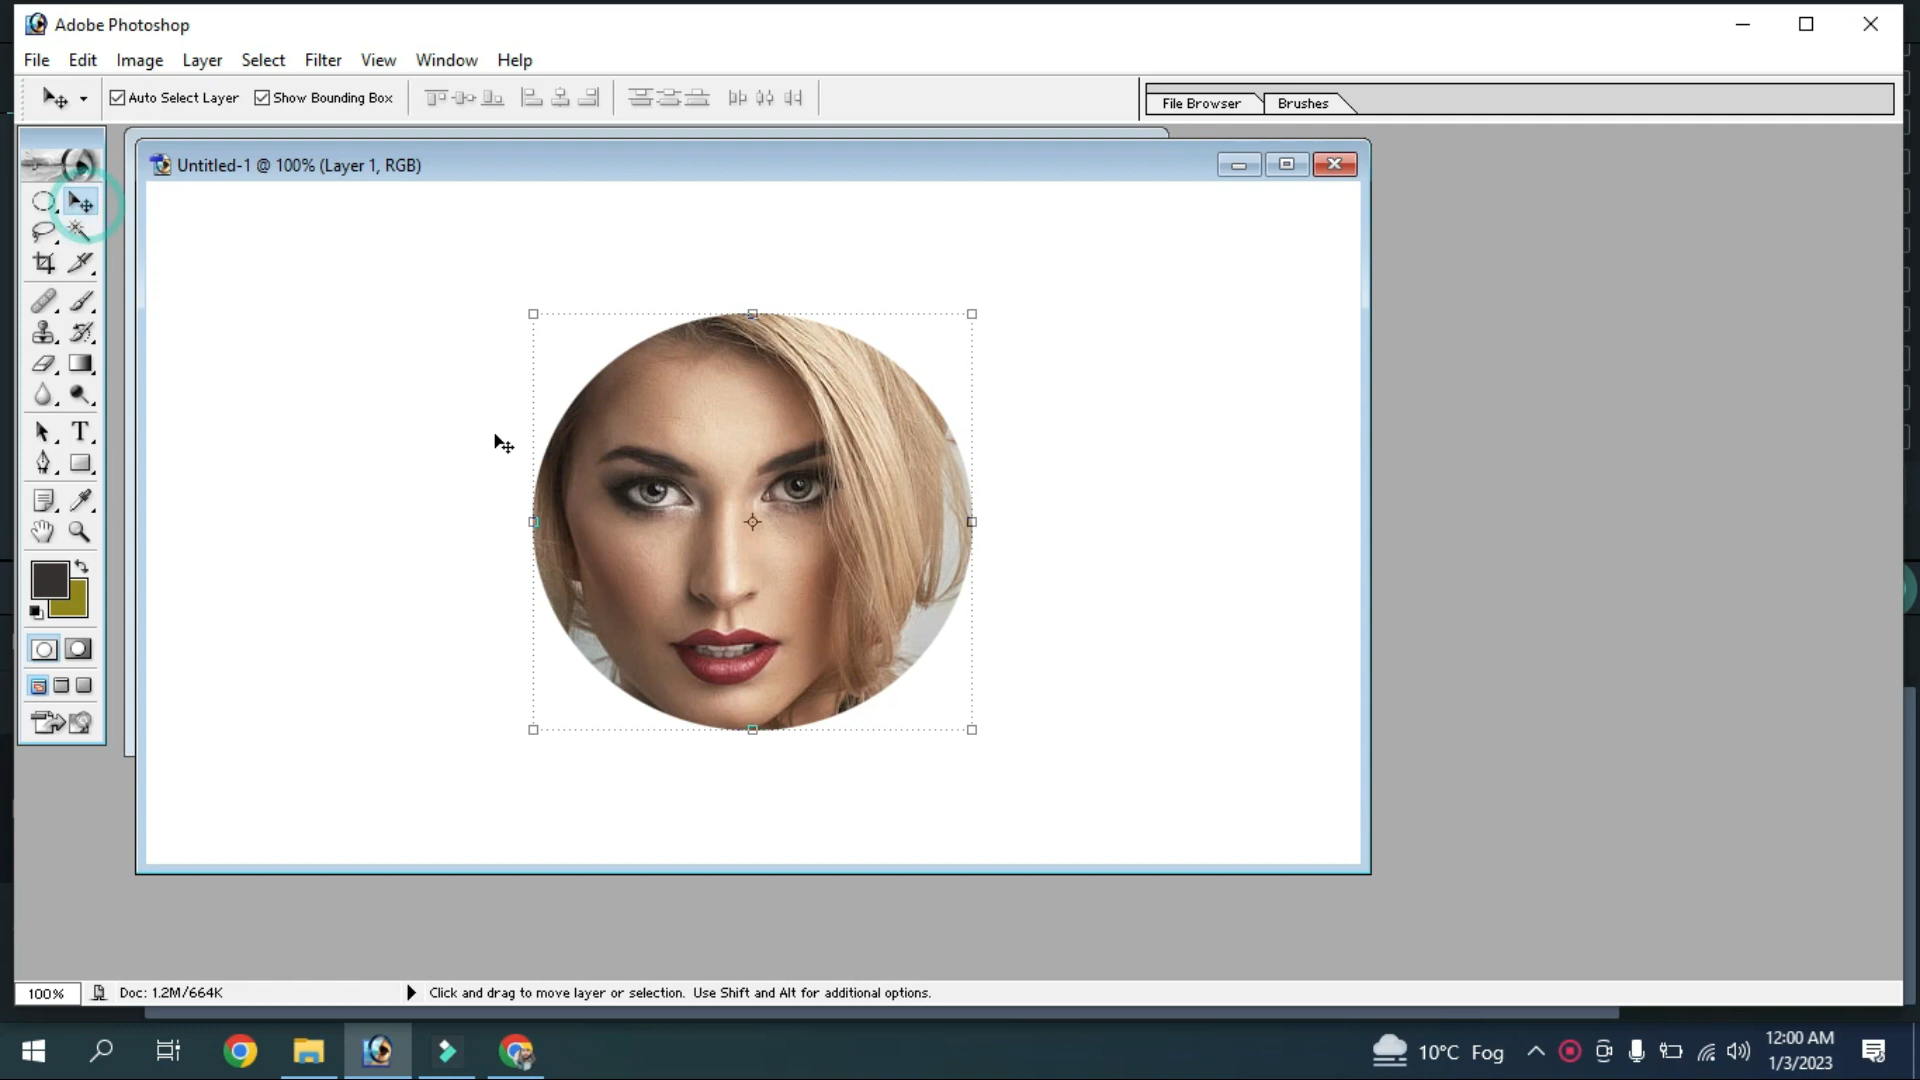 Adobe Photoshop
File Edit Image Layer Select Filter View Window Help
Auto Select Layer Show Bounding Box File Browser Brushes
Untitled-1 @ 100% (Layer 1, RGB)
T
100% Doc: 1.2M/664K Click and drag to move layer or selection. Use Shift and Alt for additional options.
10°C Fog
12:00 AM
1/3/2023